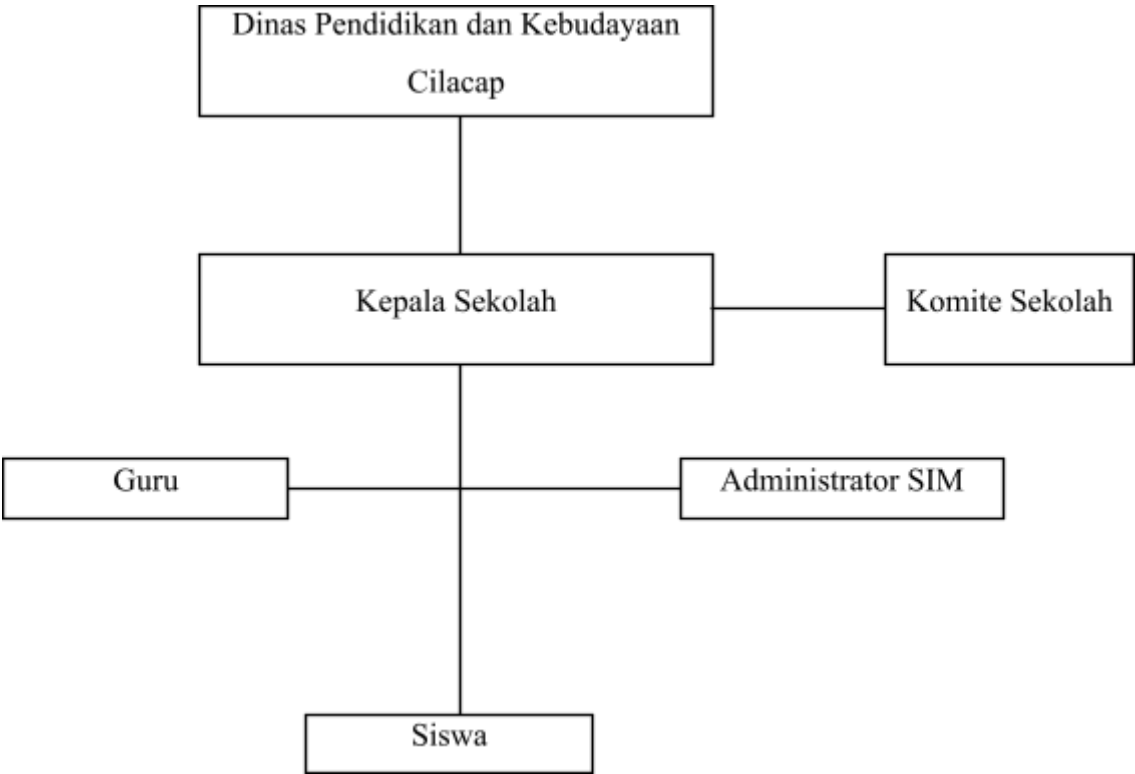 Dinas Pendidikan dan Kebudayaan
Cilacap
Kepala Sekolah
Komite Sekolah
Guru
Administrator SIM
Siswa